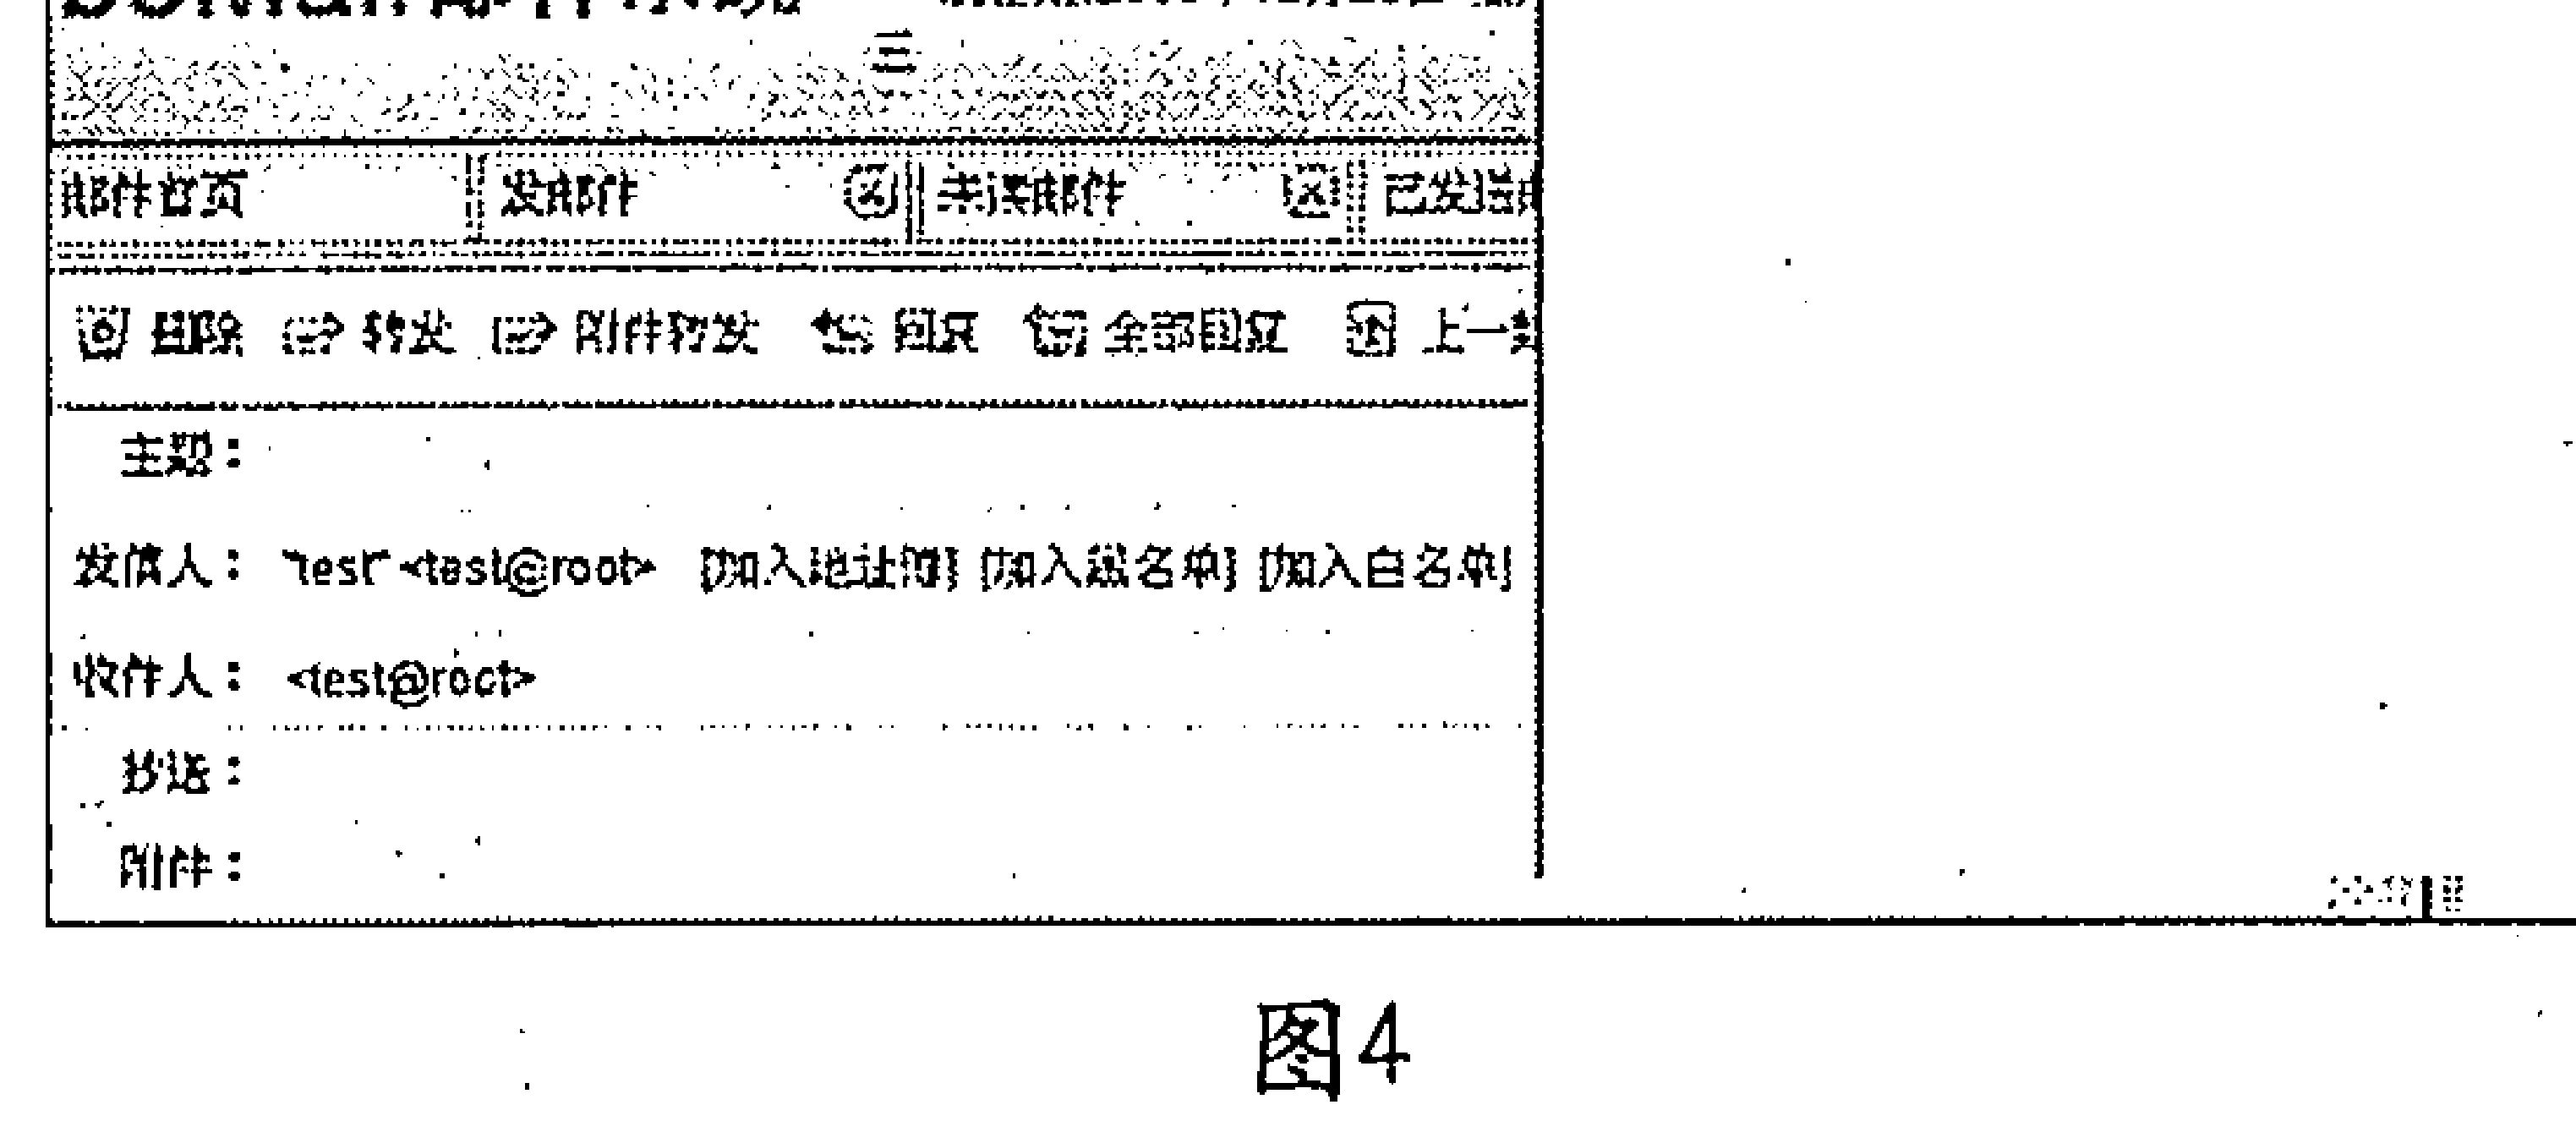 邮件首页 发邮件 未读邮件 已发送
删除 转发 附件转发 回复 全部回复 上一
主题：
发信人： "test" <test@root> [加入地址簿] [加入黑名单] [加入白名单]
收件人： <test@root>
抄送：
附件：
图4